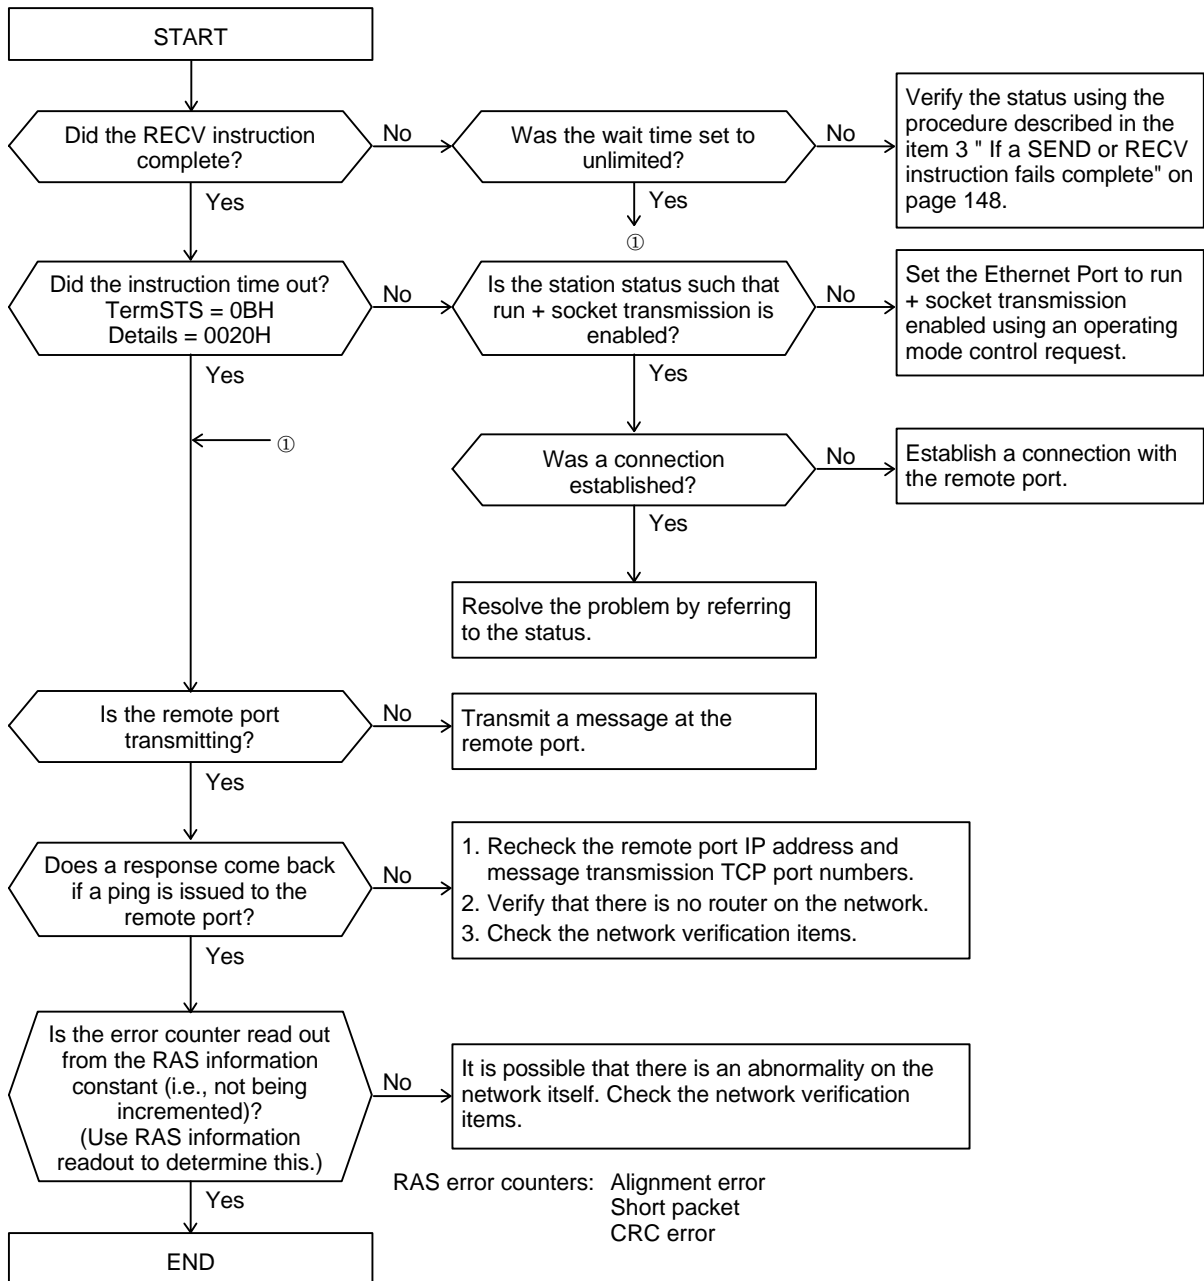 START
Did the RECV instruction
complete?
No
Was the wait time set to
unlimited?
No
Verify the status using the
procedure described in the
item 3 " If a SEND or RECV
instruction fails complete" on
page 148.
Yes
Yes
①
Did the instruction time out?
TermSTS = 0BH
Details = 0020H
No
Is the station status such that
run + socket transmission is
enabled?
No
Set the Ethernet Port to run
+ socket transmission
enabled using an operating
mode control request.
Yes
Yes
①
Was a connection
established?
No
Establish a connection with
the remote port.
Yes
Resolve the problem by referring
to the status.
Is the remote port
transmitting?
No
Transmit a message at the
remote port.
Yes
Does a response come back
if a ping is issued to the
remote port?
No
1. Recheck the remote port IP address and
message transmission TCP port numbers.
2. Verify that there is no router on the network.
3. Check the network verification items.
Yes
Is the error counter read out
from the RAS information
constant (i.e., not being
incremented)?
(Use RAS information
readout to determine this.)
No
It is possible that there is an abnormality on the
network itself. Check the network verification
items.
Yes
RAS error counters: Alignment error
Short packet
CRC error
END